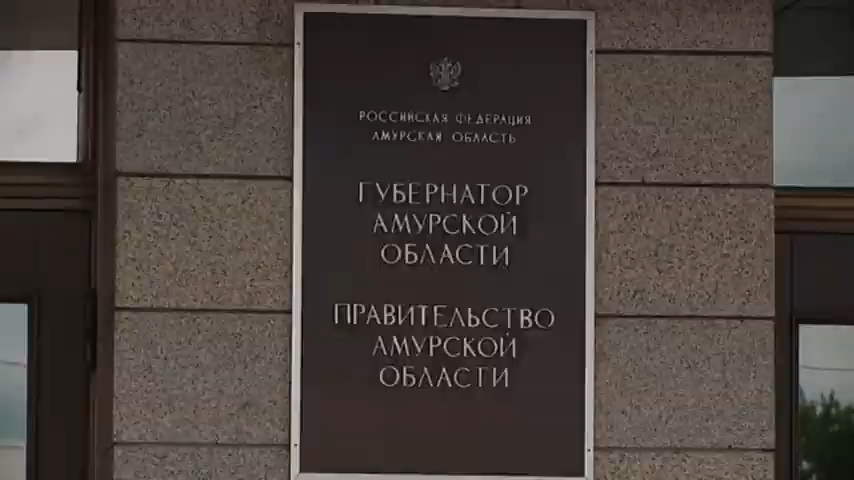 РОССИЙСКАЯ ФЕДЕРАЦИЯ
АМУРСКАЯ ОБЛАСТЬ
ГУБЕРНАТОР
АМУРСКОЙ
ОБЛАСТИ
ПРАВИТЕЛЬСТВО
АМУРСКОЙ
ОБЛАСТИ